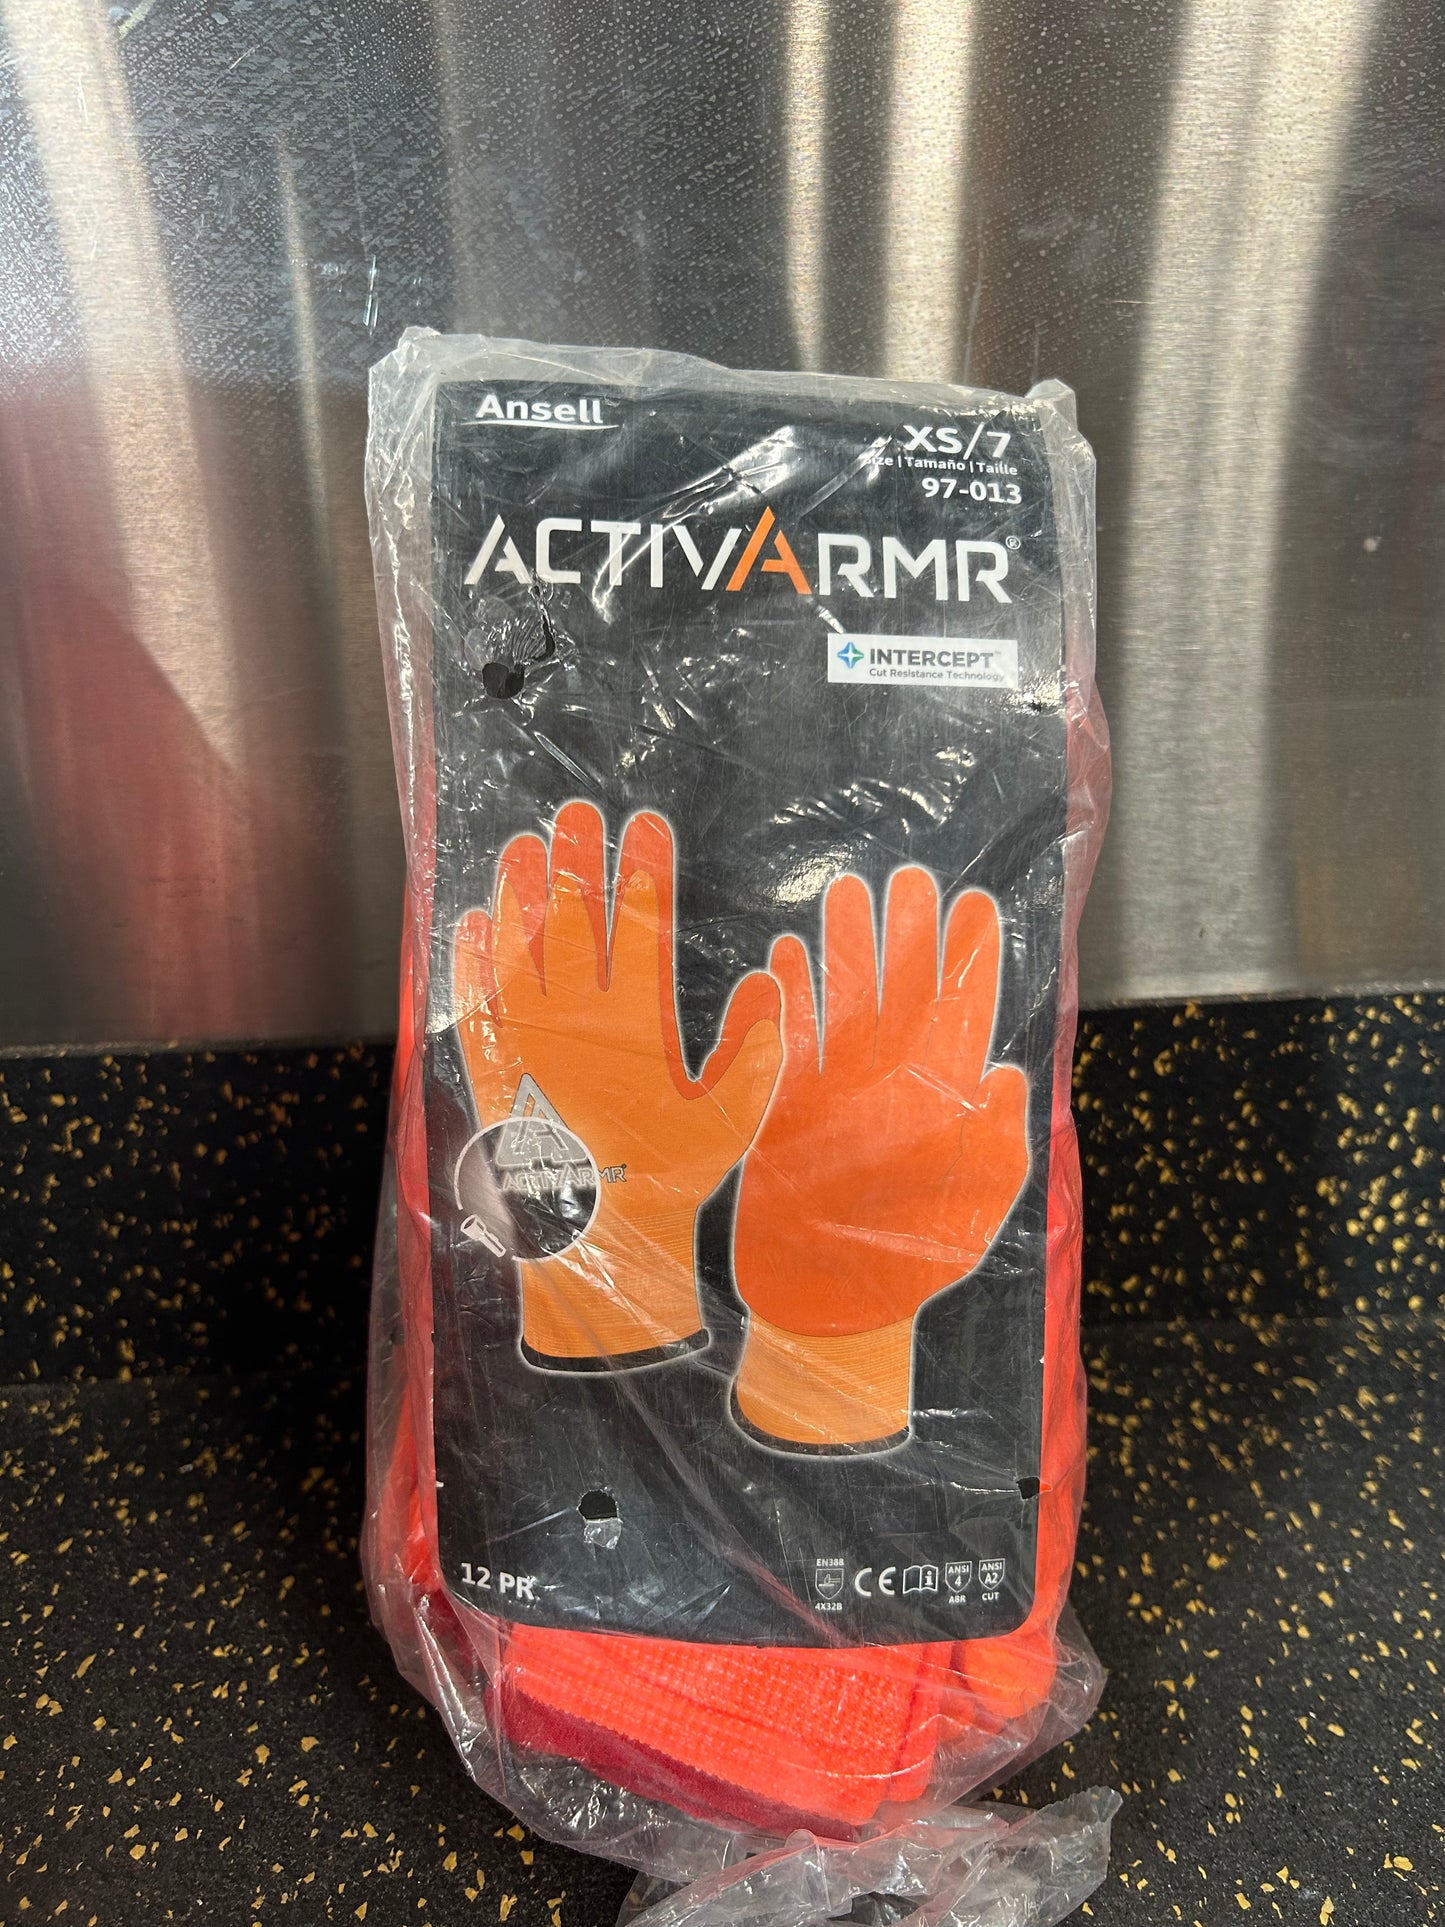 Ansell
XS/7
Size | Tamaño | Taille
97-013
ACTIVARMR®
INTERCEPT™
Cut Resistance Technology
ACTIVARMR®
12 PR
EN388
4X32B
CE
i
ANSI
4
ABR
ANSI
A2
CUT